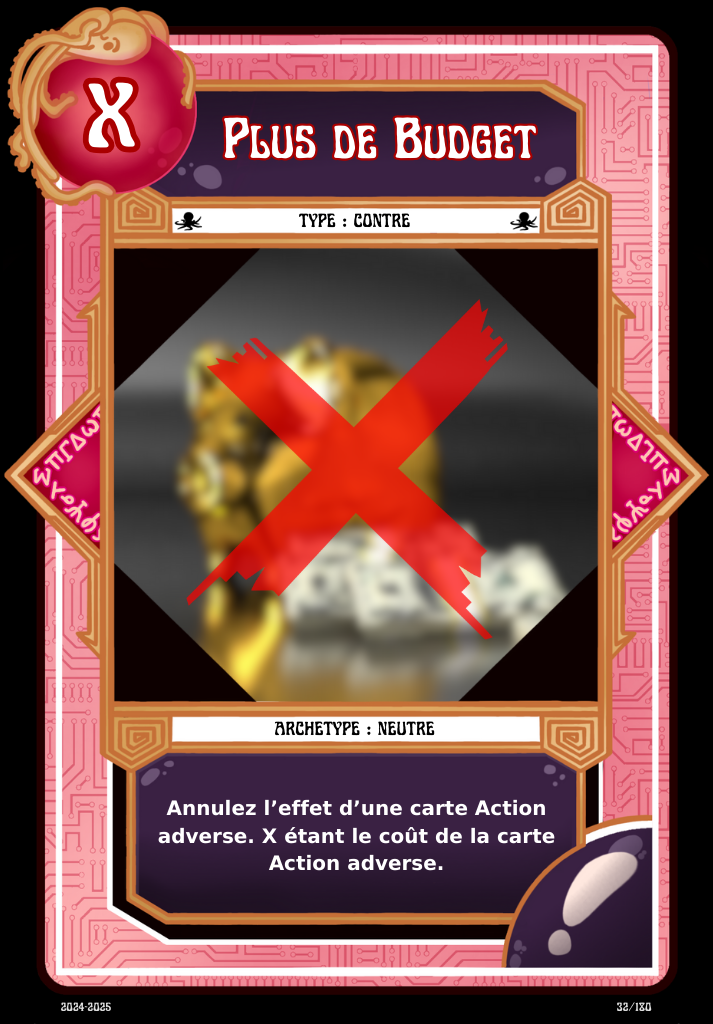 X
Plus de Budget
TYPE : CONTRE
ARCHETYPE : NEUTRE
Annulez l’effet d’une carte Action
adverse. X étant le coût de la carte
Action adverse.
2024-2025
32/180